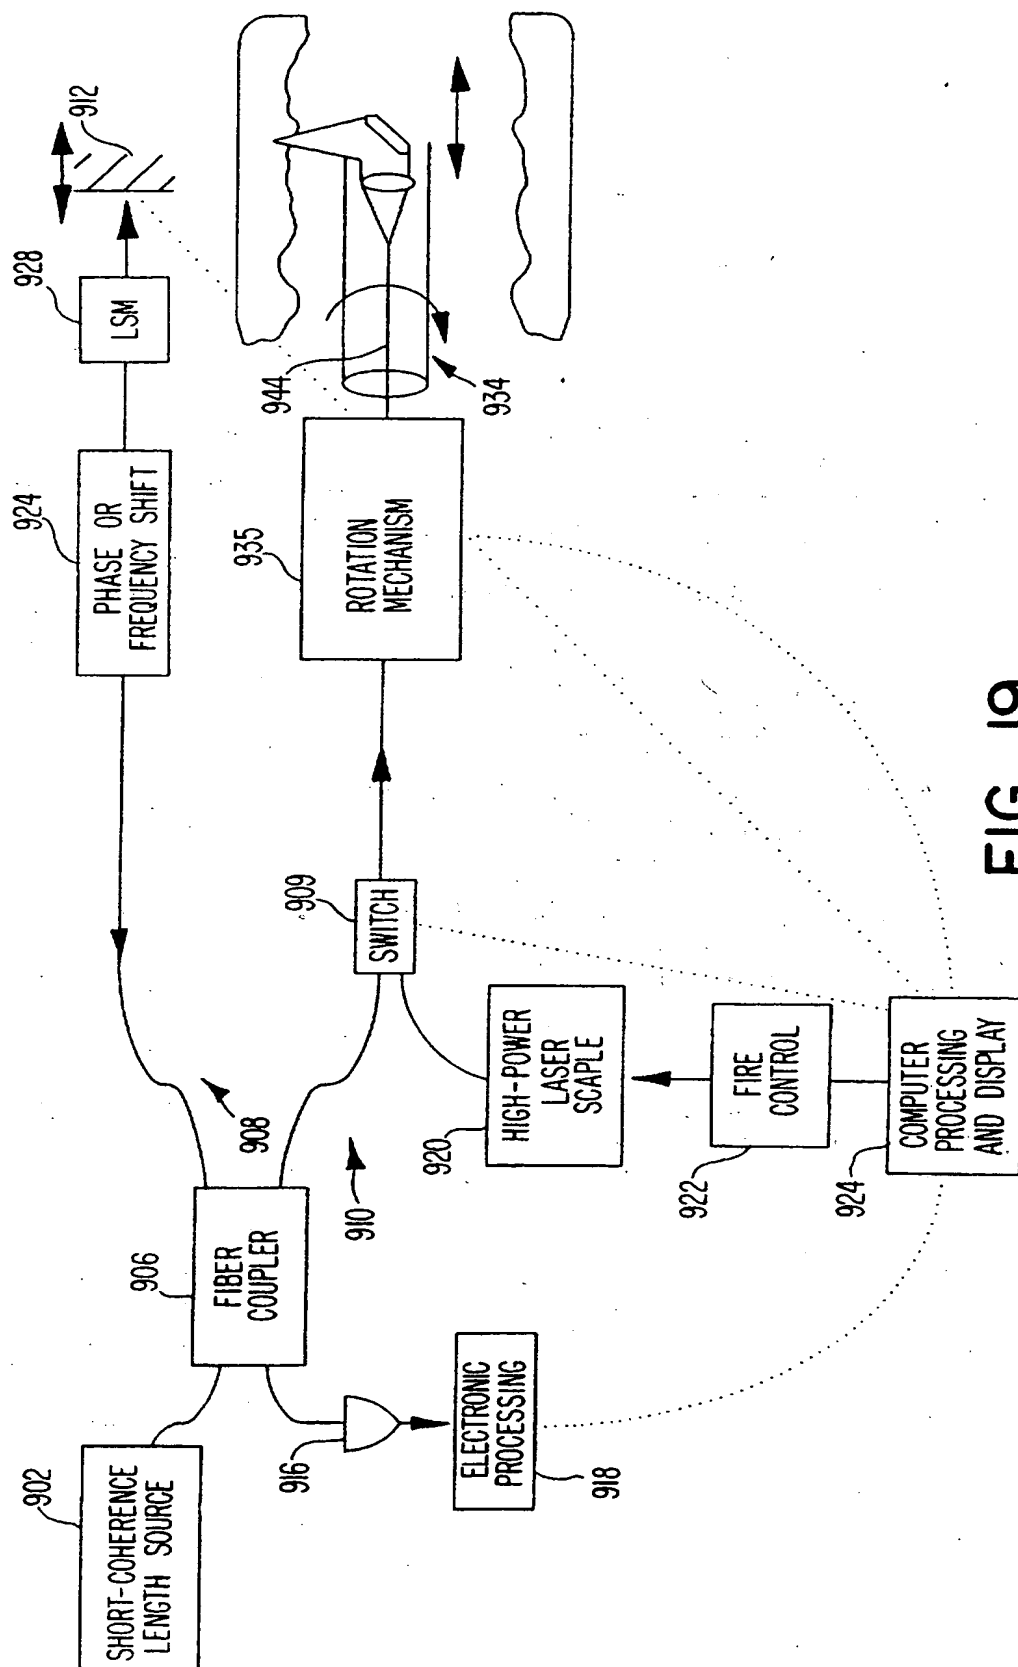 902
SHORT-COHERENCE
LENGTH SOURCE
906
FIBER
COUPLER
908
910
916
ELECTRONIC
PROCESSING
918
924
PHASE OR
FREQUENCY SHIFT
928
LSM
912
909
SWITCH
935
ROTATION
MECHANISM
944
934
HIGH-POWER
LASER
SCAPLE
920
FIRE
CONTROL
922
COMPUTER
PROCESSING
AND DISPLAY
924
FIG 19